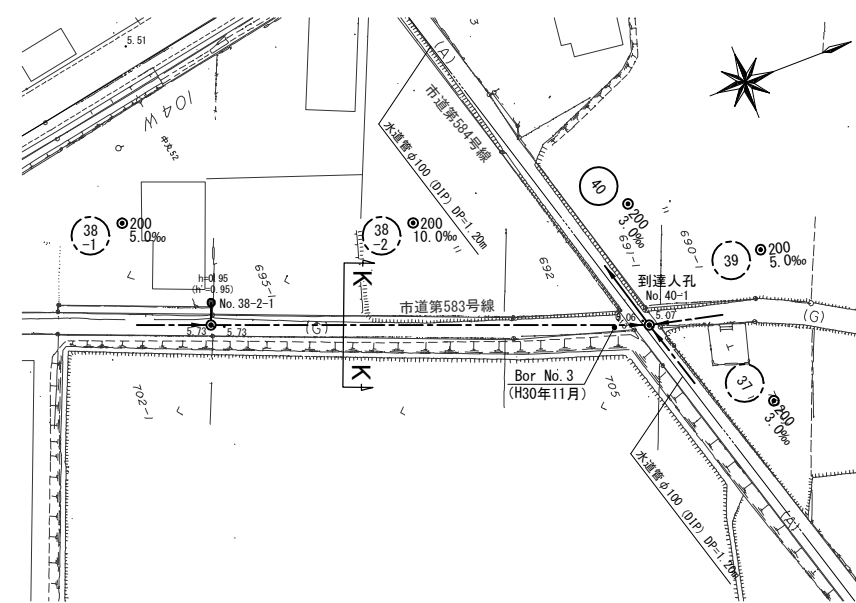 5.51
104W
中丸52
(A)
市道第584号線
水道管φ100 (DIP) DP=1.20m
38
-1
200
5.0‰
38
-2
200
10.0‰
40
200
3.0‰
691-1
690-1
39
200
5.0‰
695-1
692
h=0.95
(h'=0.95)
No.38-2-1
K
市道第583号線
到達人孔
No.40-1
5.07
(G)
(G)
5.73
5.73
K
Bor No.3
(H30年11月)
702-1
705
37
200
3.0‰
水道管φ100 (DIP) DP=1.20m
(A)